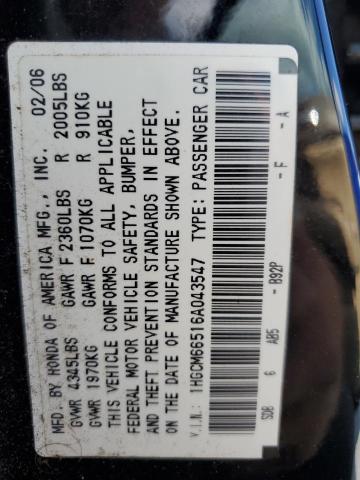 MFD. BY HONDA OF AMERICA MFG., INC. 02/06
GVWR 4345LBS GAWR F 2360LBS R 2005LBS
GVWR 1970KG GAWR F 1070KG R 910KG
THIS VEHICLE CONFORMS TO ALL APPLICABLE
FEDERAL MOTOR VEHICLE SAFETY, BUMPER,
AND THEFT PREVENTION STANDARDS IN EFFECT
ON THE DATE OF MANUFACTURE SHOWN ABOVE.
V.I.N.: 1HGCM66516A043547 TYPE: PASSENGER CAR
SDB 6 A05 - B92P - F - A